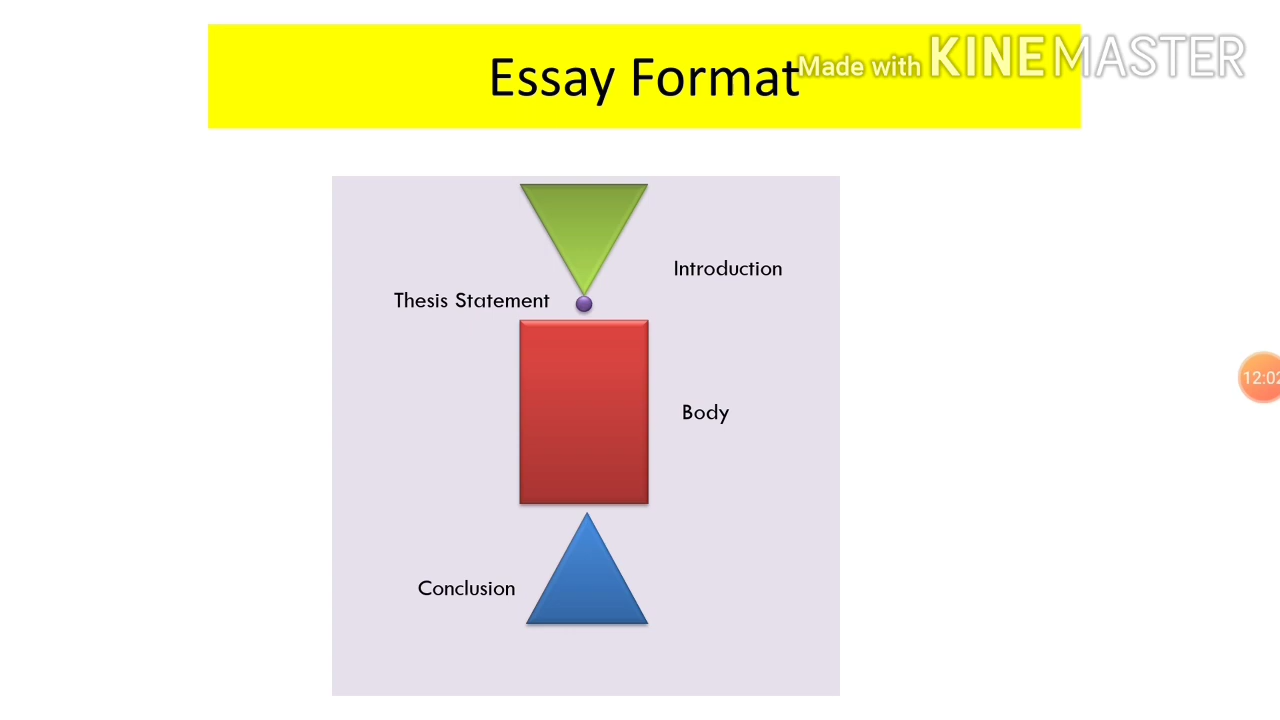 Essay Format
Made with KINEMASTER
Introduction
Thesis Statement
12:02
Body
Conclusion